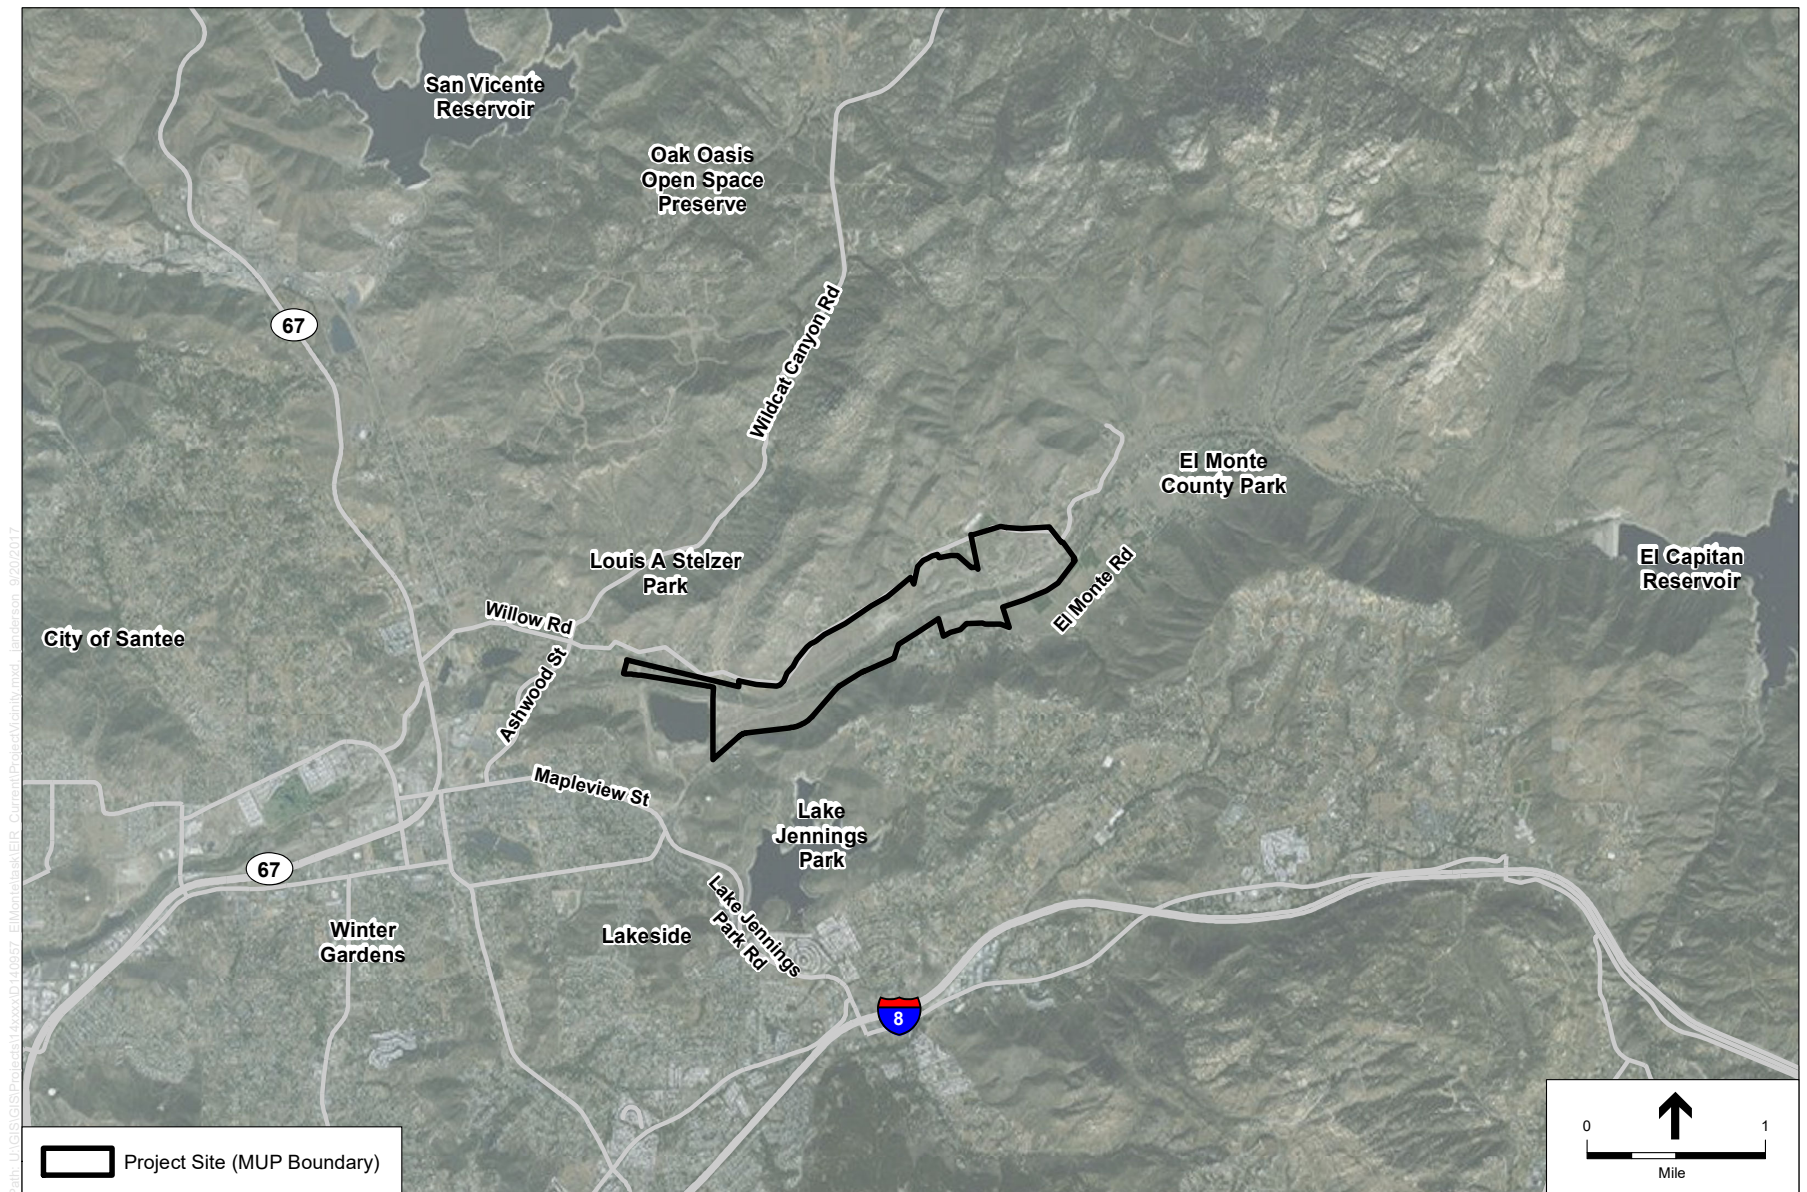 San Vicente
Reservoir
Oak Oasis
Open Space
Preserve
67
Wildcat Canyon Rd
El Monte
County Park
Louis A Stelzer
Park
El Capitan
Reservoir
Willow Rd
El Monte Rd
City of Santee
Ashwood St
Mapleview St
Lake
Jennings
Park
67
Lake Jennings
Park Rd
Winter
Gardens
Lakeside
8
Project Site (MUP Boundary)
0 1
Mile